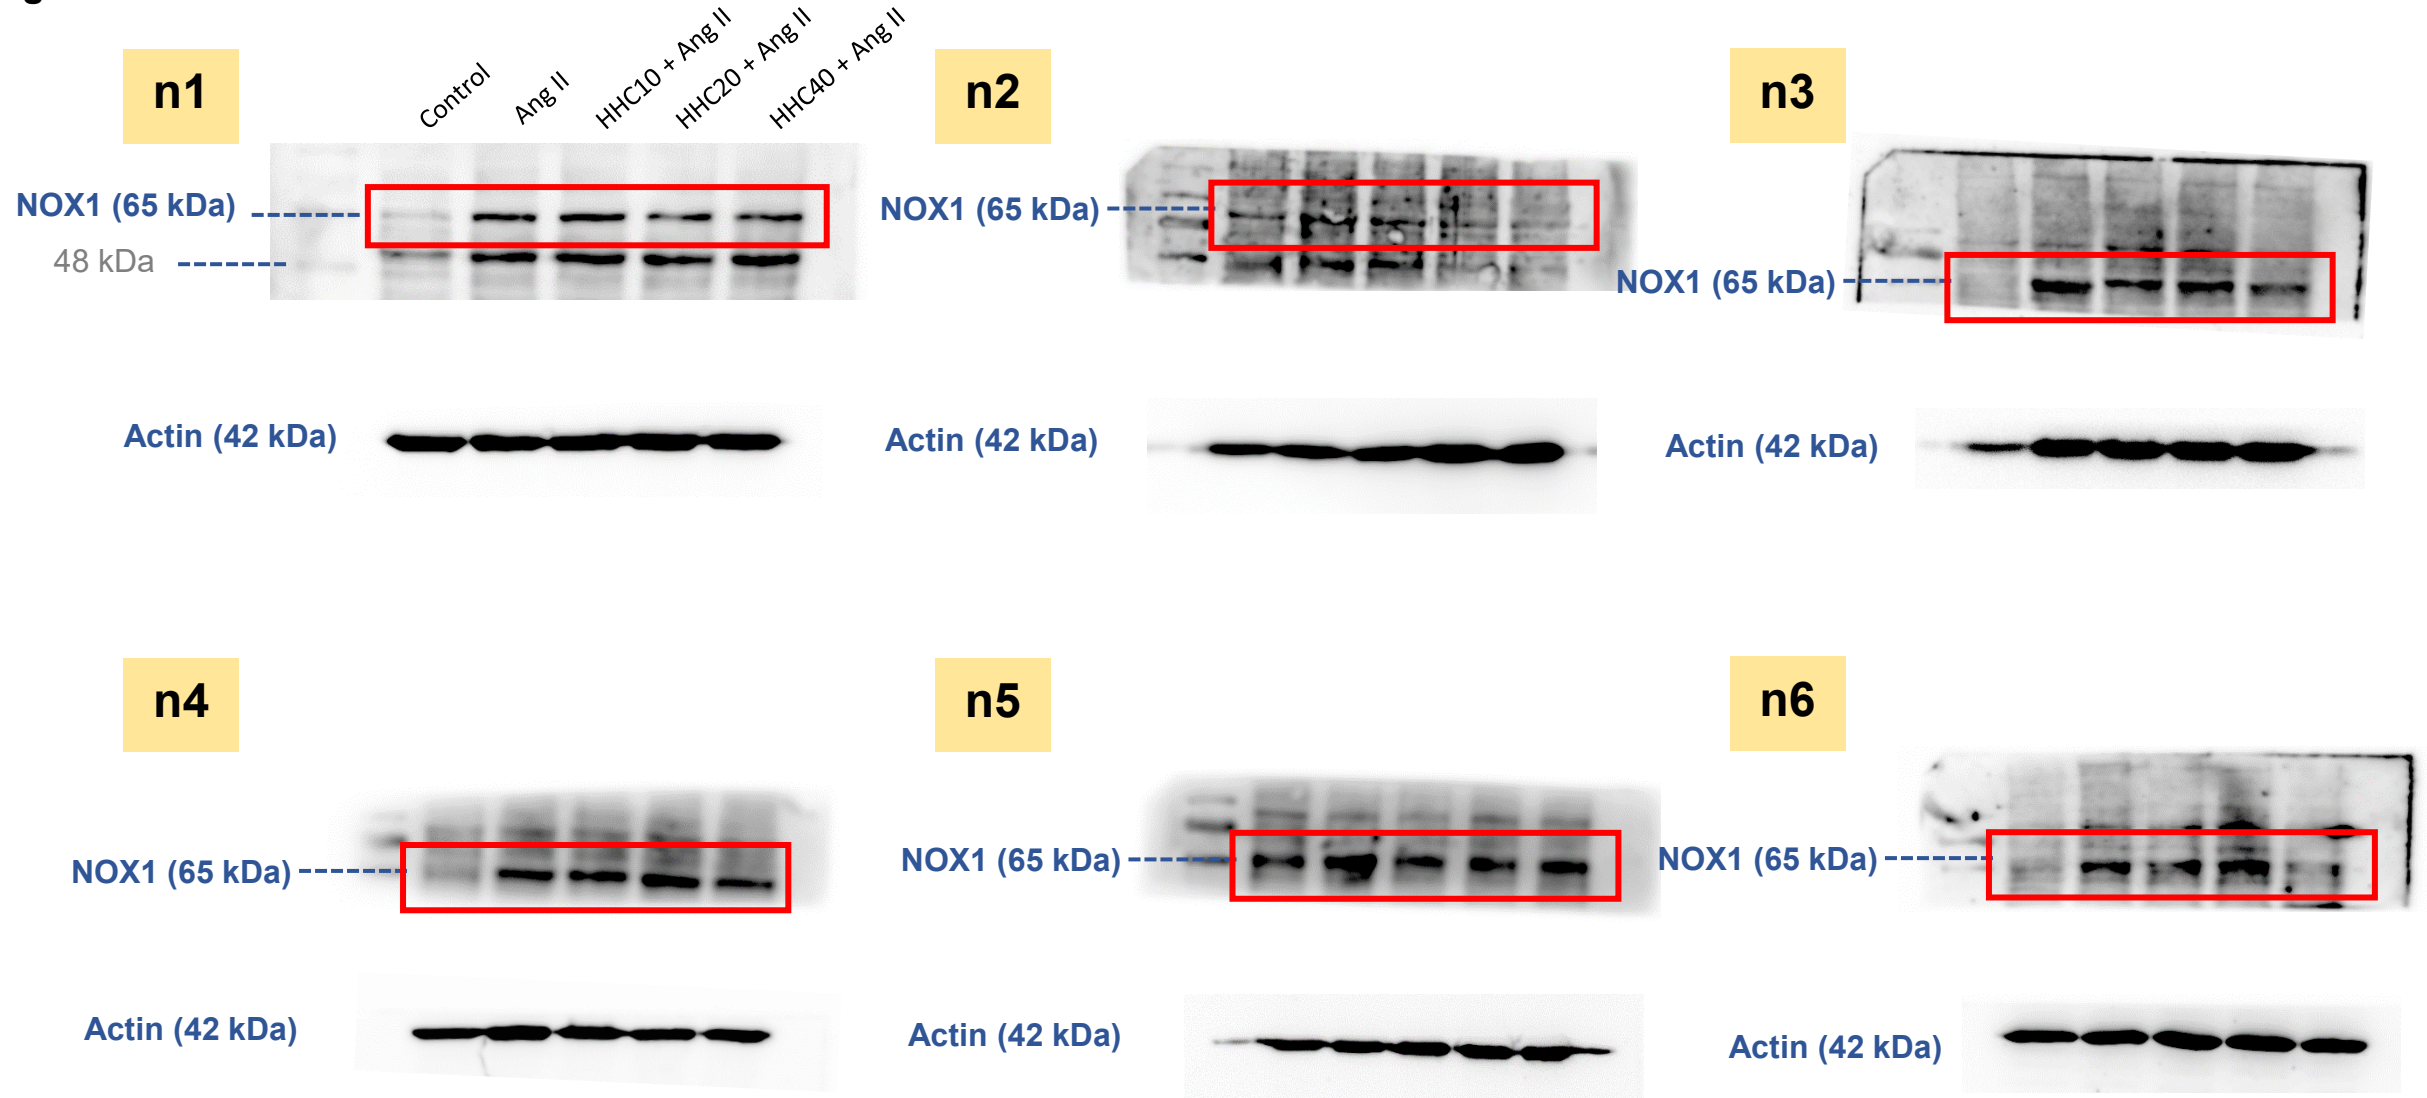 n1
Control
Ang II
HHC10 + Ang II
HHC20 + Ang II
HHC40 + Ang II
NOX1 (65 kDa)
48 kDa
Actin (42 kDa)
n2
NOX1 (65 kDa)
Actin (42 kDa)
n3
NOX1 (65 kDa)
Actin (42 kDa)
n4
NOX1 (65 kDa)
Actin (42 kDa)
n5
NOX1 (65 kDa)
Actin (42 kDa)
n6
NOX1 (65 kDa)
Actin (42 kDa)